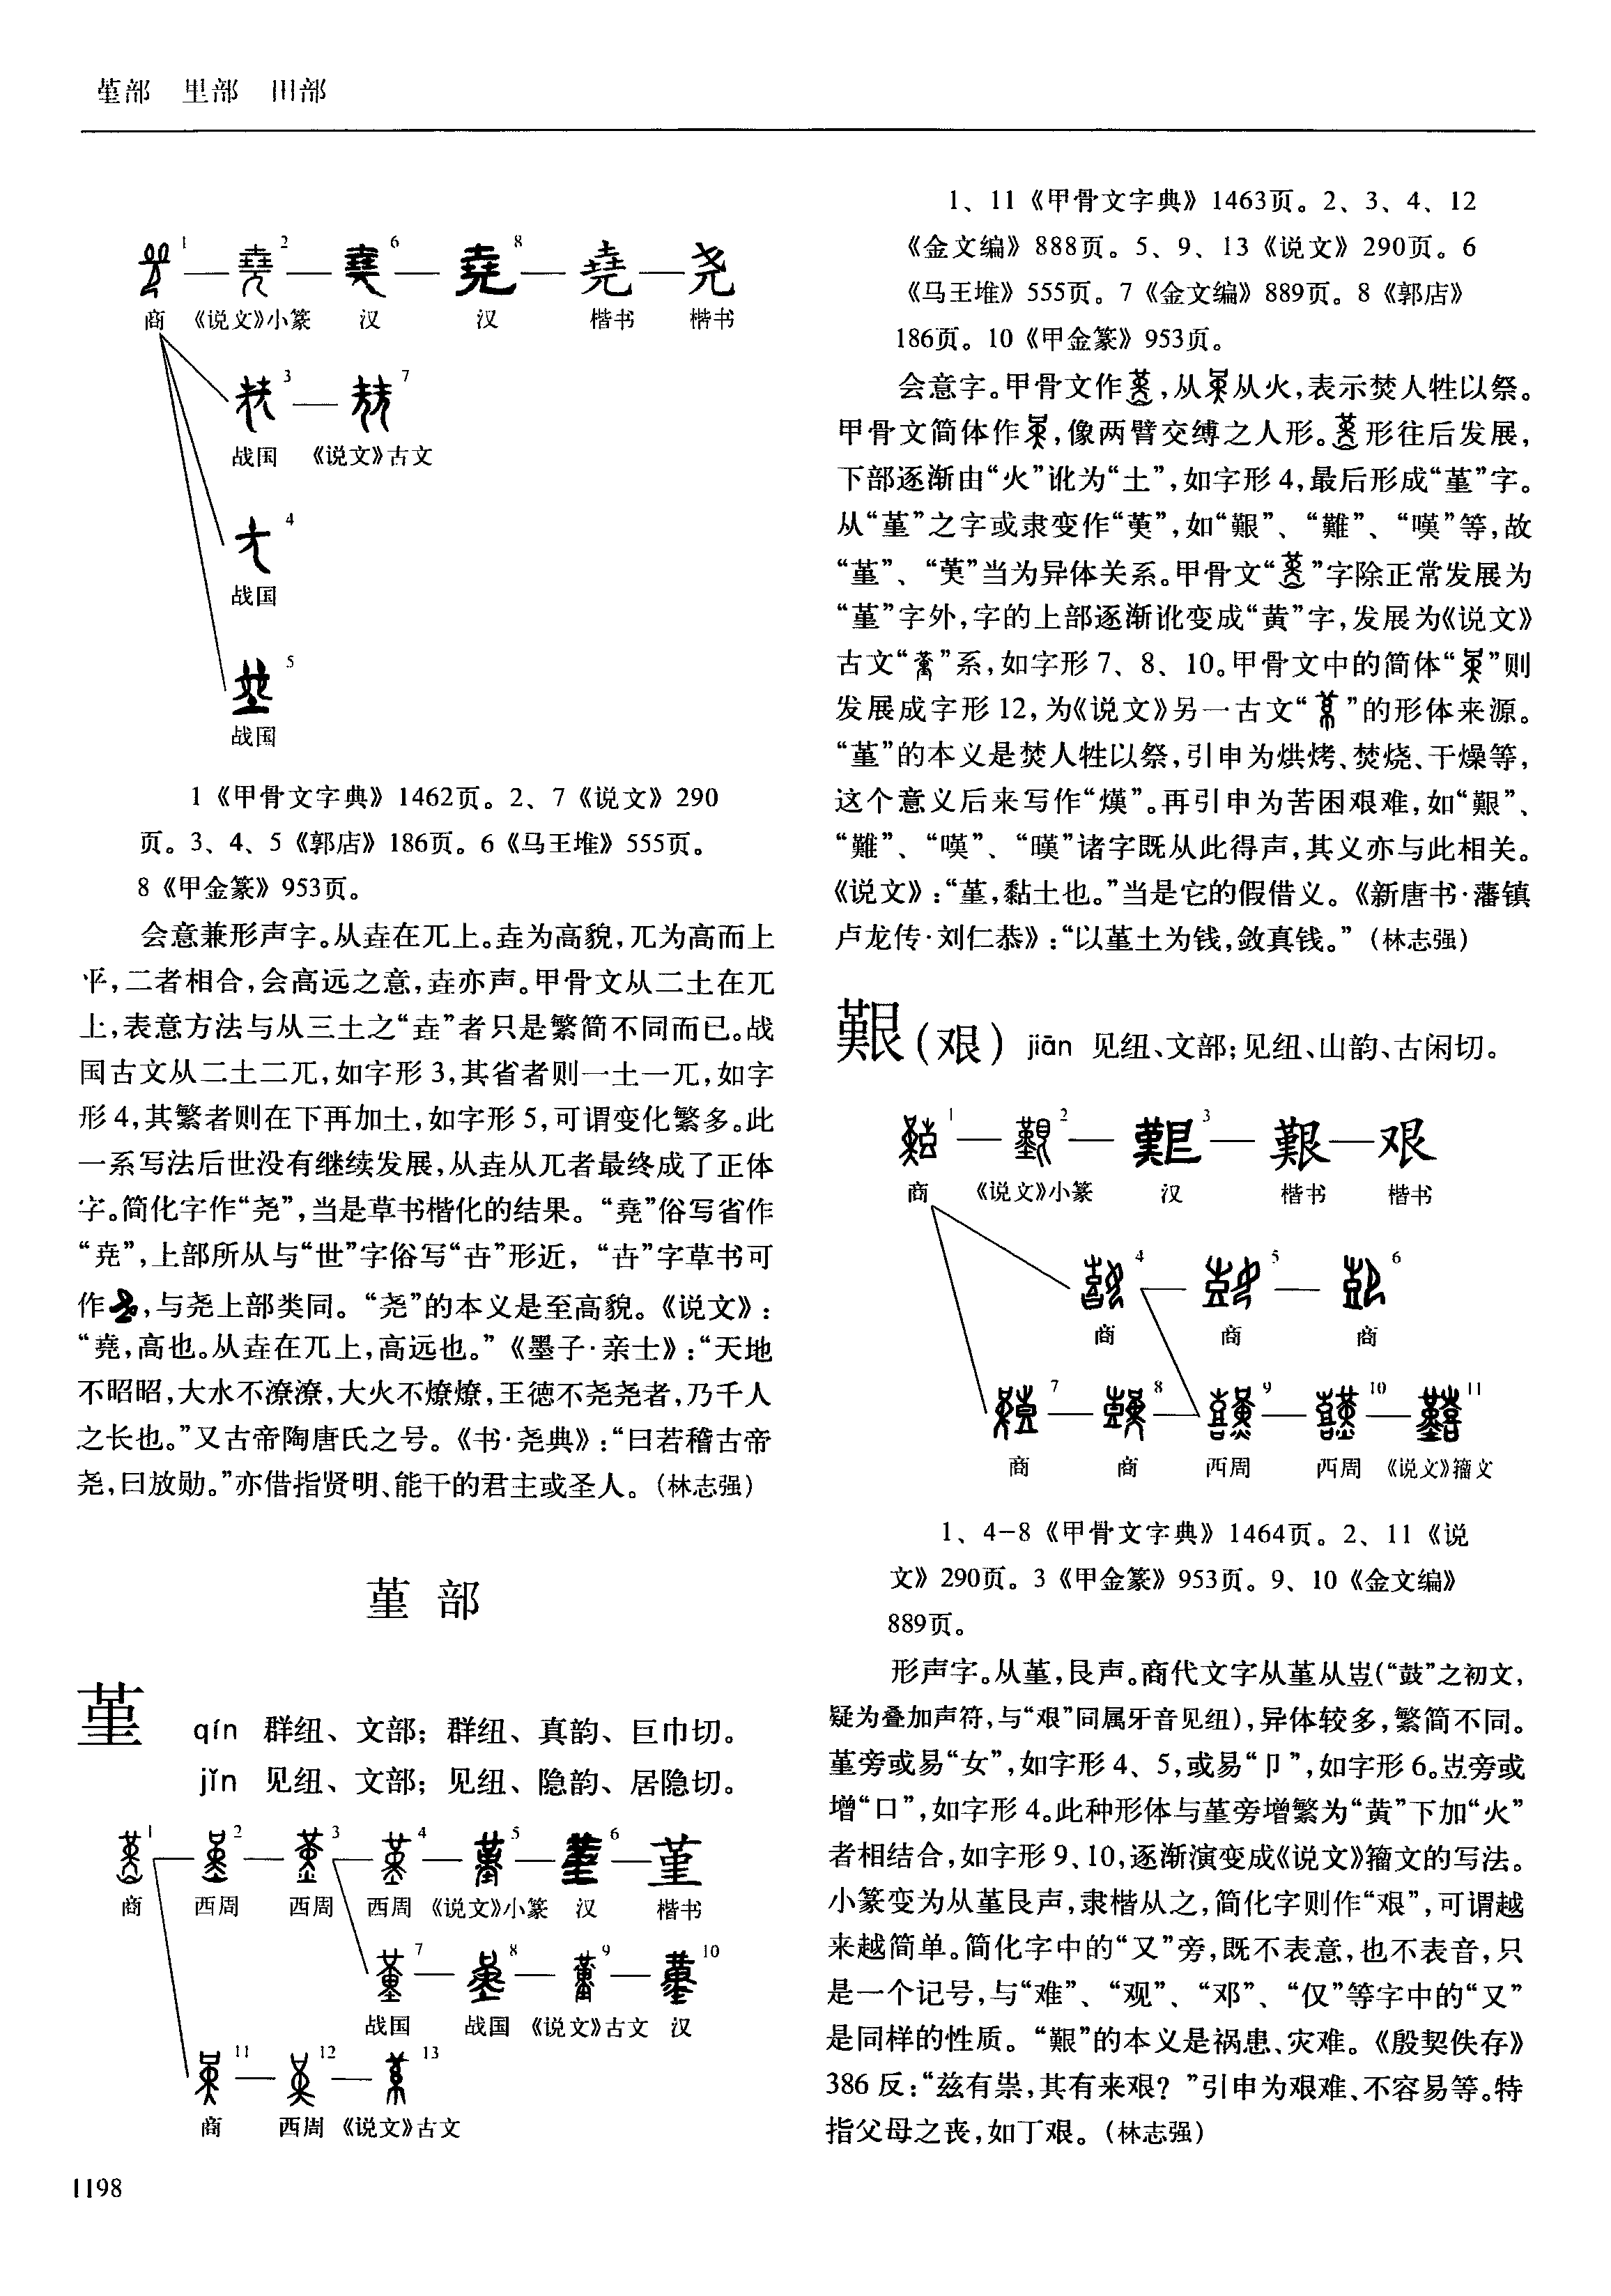 堇部　里部　田部
1 2 6 8
堯 尧
商 《说文》小篆 汉 汉 楷书 楷书
3 7
战国 《说文》古文
4
战国
5
战国
1《甲骨文字典》1462页。2、7《说文》290
页。3、4、5《郭店》186页。6《马王堆》555页。
8《甲金篆》953页。
会意兼形声字。从垚在兀上。垚为高貌,兀为高而上
平,二者相合,会高远之意,垚亦声。甲骨文从二土在兀
上,表意方法与从三土之“垚”者只是繁简不同而已。战
国古文从二土二兀,如字形3,其省者则一土一兀,如字
形4,其繁者则在下再加土,如字形5,可谓变化繁多。此
一系写法后世没有继续发展,从垚从兀者最终成了正体
字。简化字作“尧”,当是草书楷化的结果。“堯”俗写省作
“尭”,上部所从与“世”字俗写“卋”形近,“卋”字草书可
作,与尧上部类同。“尧”的本义是至高貌。《说文》:
“堯,高也。从垚在兀上,高远也。”《墨子·亲士》:“天地
不昭昭,大水不潦潦,大火不燎燎,王德不尧尧者,乃千人
之长也。”又古帝陶唐氏之号。《书·尧典》:“曰若稽古帝
尧,曰放勋。”亦借指贤明、能干的君主或圣人。(林志强)
堇 部
堇 qín 群纽、文部；群纽、真韵、巨巾切。
jǐn 见纽、文部；见纽、隐韵、居隐切。
1 2 3 4 5 6 堇
商 西周 西周 西周 《说文》小篆 汉 楷书
7 8 9 10
战国 战国 《说文》古文 汉
11 12 13
商 西周 《说文》古文
1198
1、11《甲骨文字典》1463页。2、3、4、12
《金文编》888页。5、9、13《说文》290页。6
《马王堆》555页。7《金文编》889页。8《郭店》
186页。10《甲金篆》953页。
会意字。甲骨文作,从从火,表示焚人牲以祭。
甲骨文简体作,像两臂交缚之人形。形往后发展,
下部逐渐由“火”讹为“土”,如字形4,最后形成“堇”字。
从“堇”之字或隶变作“𦰩”,如“艱”、“難”、“嘆”等,故
“堇”、“𦰩”当为异体关系。甲骨文“”字除正常发展为
“堇”字外,字的上部逐渐讹变成“黄”字,发展为《说文》
古文“”系,如字形7、8、10。甲骨文中的简体“”则
发展成字形12,为《说文》另一古文“”的形体来源。
“堇”的本义是焚人牲以祭,引申为烘烤、焚烧、干燥等,
这个意义后来写作“熯”。再引申为苦困艰难,如“艱”、
“難”、“嘆”、“暵”诸字既从此得声,其义亦与此相关。
《说文》:“堇,黏土也。”当是它的假借义。《新唐书·藩镇
卢龙传·刘仁恭》:“以堇土为钱,敛真钱。”(林志强)
艱(艰) jiān 见纽、文部；见纽、山韵、古闲切。
1 2 3 艱 艰
商 《说文》小篆 汉 楷书 楷书
4 5 6
商 商 商
7 8 9 10 11
商 商 西周 西周 《说文》籀文
1、4-8《甲骨文字典》1464页。2、11《说
文》290页。3《甲金篆》953页。9、10《金文编》
889页。
形声字。从堇,艮声。商代文字从堇从壴(“鼓”之初文,
疑为叠加声符,与“艰”同属牙音见纽),异体较多,繁简不同。
堇旁或易“女”,如字形4、5,或易“卩”,如字形6。壴旁或
增“口”,如字形4。此种形体与堇旁增繁为“黄”下加“火”
者相结合,如字形9、10,逐渐演变成《说文》籀文的写法。
小篆变为从堇艮声,隶楷从之,简化字则作“艰”,可谓越
来越简单。简化字中的“又”旁,既不表意,也不表音,只
是一个记号,与“难”、“观”、“邓”、“仅”等字中的“又”
是同样的性质。“艱”的本义是祸患、灾难。《殷契佚存》
386反:“兹有祟,其有来艰？”引申为艰难、不容易等。特
指父母之丧,如丁艰。(林志强)